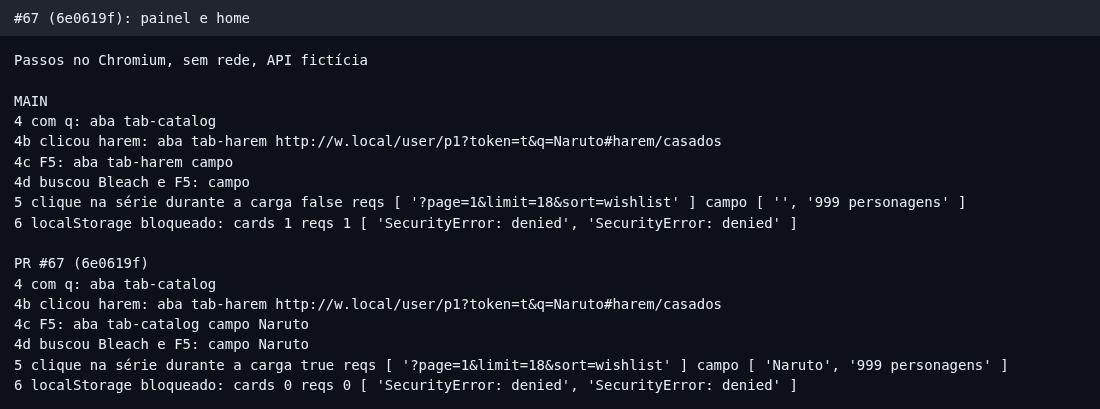 #67 (6e0619f): painel e home
Passos no Chromium, sem rede, API fictícia
MAIN
4 com q: aba tab-catalog
4b clicou harem: aba tab-harem http://w.local/user/p1?token=t&q=Naruto#harem/casados
4c F5: aba tab-harem campo
4d buscou Bleach e F5: campo
5 clique na série durante a carga false reqs [ '?page=1&limit=18&sort=wishlist' ] campo [ '', '999 personagens' ]
6 localStorage bloqueado: cards 1 reqs 1 [ 'SecurityError: denied', 'SecurityError: denied' ]
PR #67 (6e0619f)
4 com q: aba tab-catalog
4b clicou harem: aba tab-harem http://w.local/user/p1?token=t&q=Naruto#harem/casados
4c F5: aba tab-catalog campo Naruto
4d buscou Bleach e F5: campo Naruto
5 clique na série durante a carga true reqs [ '?page=1&limit=18&sort=wishlist' ] campo [ 'Naruto', '999 personagens' ]
6 localStorage bloqueado: cards 0 reqs 0 [ 'SecurityError: denied', 'SecurityError: denied' ]